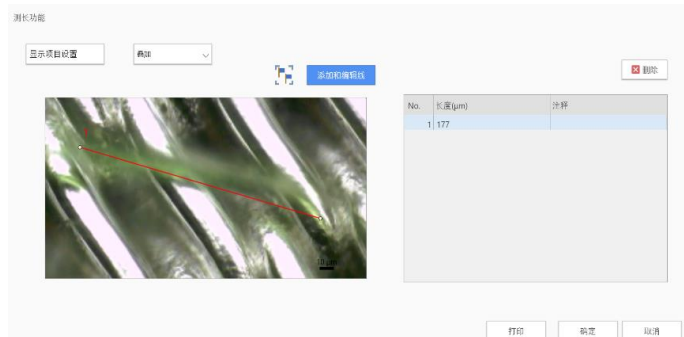 测长功能
显示项目设置
叠加
添加和编辑线
删除
No. 长度(μm) 注释
1 177
1
10 μm
打印 确定 取消